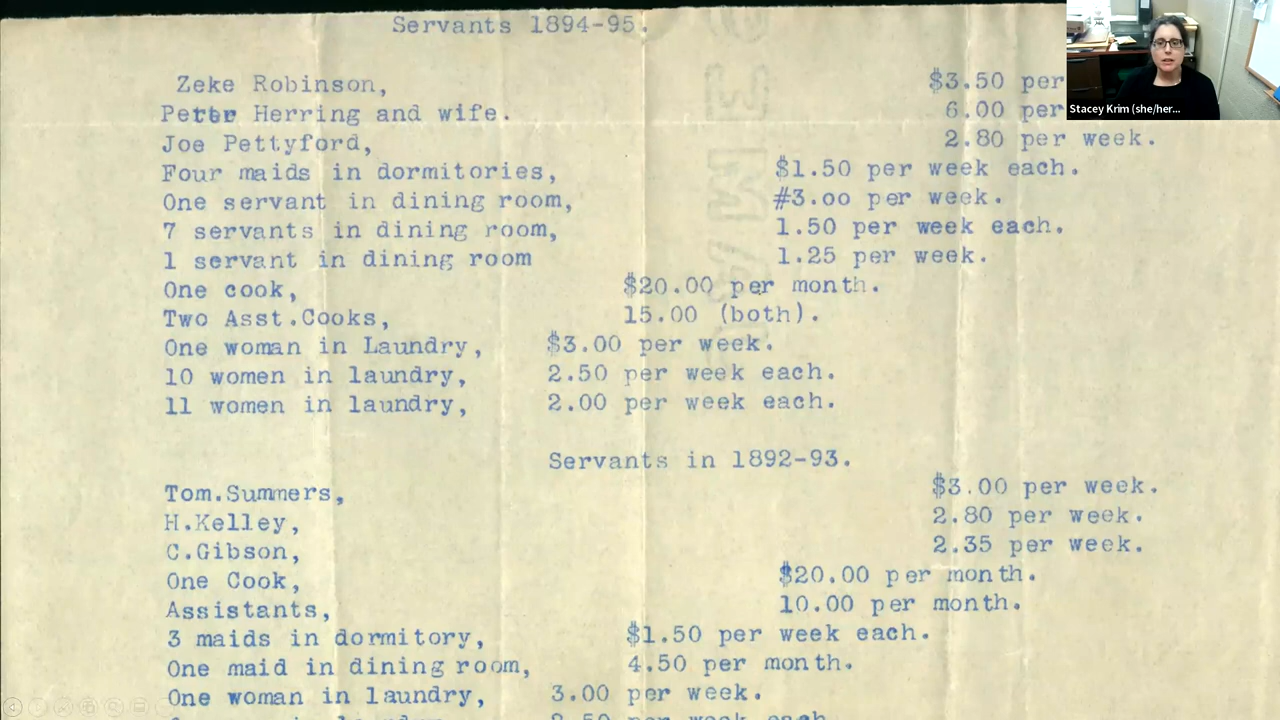 Servants 1894-95.
Zeke Robinson, $3.50 per
Peter Herring and wife. 6.00 per
Joe Pettyford, 2.80 per week.
Four maids in dormitories, $1.50 per week each.
One servant in dining room, #3.oo per week.
7 servants in dining room, 1.50 per week each.
1 servant in dining room 1.25 per week.
One cook, $20.00 per month.
Two Asst.Cooks, 15.00 (both).
One woman in Laundry, $3.00 per week.
10 women in laundry, 2.50 per week each.
11 women in laundry, 2.00 per week each.
Servants in 1892-93.
Tom.Summers, $3.00 per week.
H.Kelley, 2.80 per week.
C.Gibson, 2.35 per week.
One Cook, $20.00 per month.
Assistants, 10.00 per month.
3 maids in dormitory, $1.50 per week each.
One maid in dining room, 4.50 per month.
One woman in laundry, 3.00 per week.
Stacey Krim (she/her...